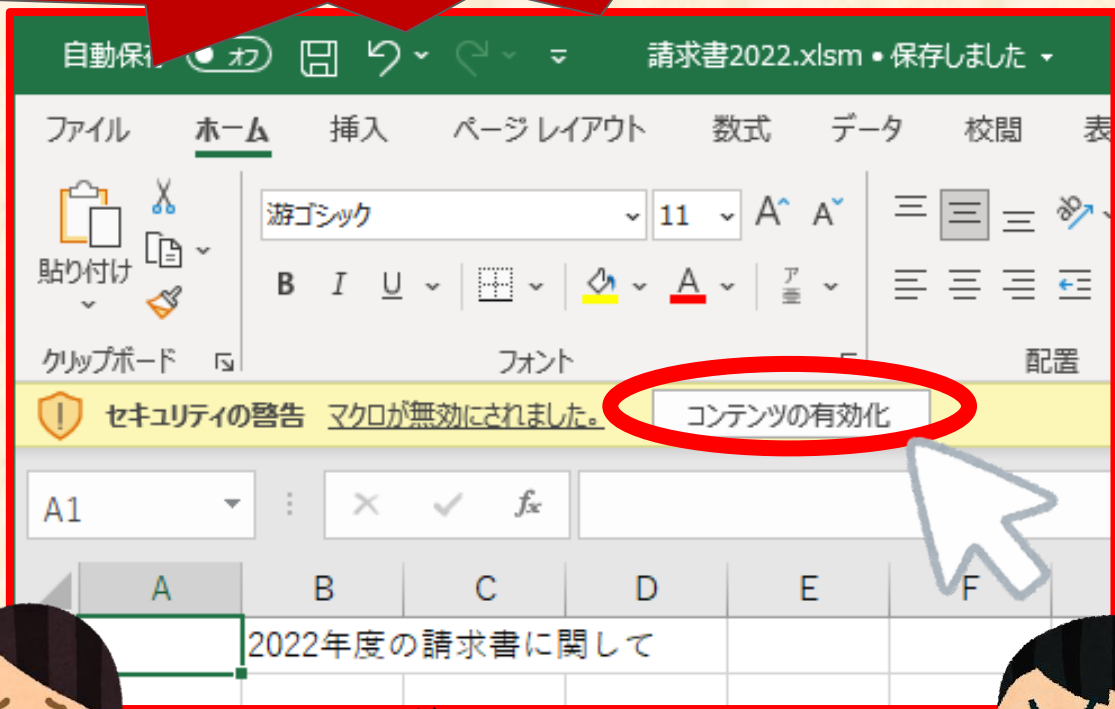 自動保存 オフ 請求書2022.xlsm • 保存しました
ファイル ホーム 挿入 ページ レイアウト 数式 データ 校閲 表
貼り付け
游ゴシック 11 A A
B I U A ア亜
クリップボード フォント 配置
セキュリティの警告 マクロが無効にされました。 コンテンツの有効化
A1 fx
A B C D E F
2022年度の請求書に関して